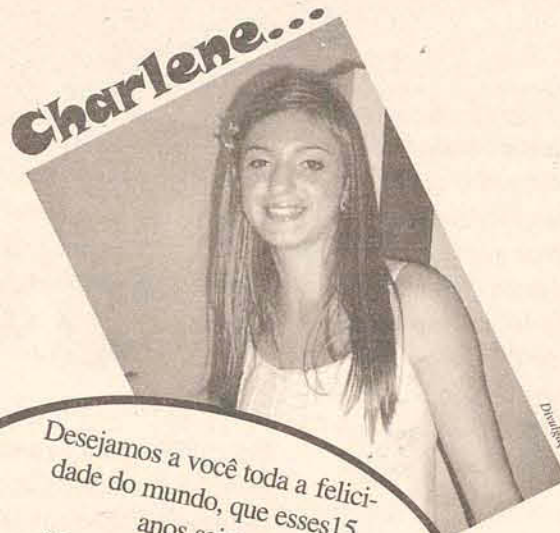 Charlene...
Desejamos a você toda a felici-
dade do mundo, que esses15
anos